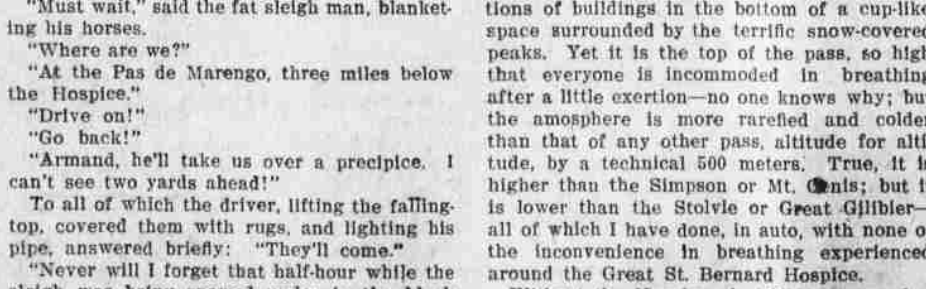 "Must wait," said the fat sleigh man, blanket-
ing his horses.
"Where are we?"
"At the Pas de Marengo, three miles below
the Hospice."
"Drive on!"
"Go back!"
"Armand, he'll take us over a precipice. I
can't see two yards ahead!"
To all of which the driver, lifting the falling-
top, covered them with rugs, and lighting his
pipe, answered briefly: "They'll come."
"Never will I forget that half-hour while the
tions of buildings in the bottom of a cup-like
space surrounded by the terrific snow-covered
peaks. Yet it is the top of the pass, so high
that everyone is incommoded in breathing
after a little exertion—no one knows why; but
the amosphere is more rarefied and colder
than that of any other pass, altitude for alti
tude, by a technical 500 meters. True, it is
higher than the Simpson or Mt. Cenis; but it
is lower than the Stolvie or Great Gilibier—
all of which I have done, in auto, with none of
the inconvenience in breathing experienced
around the Great St. Bernard Hospice.